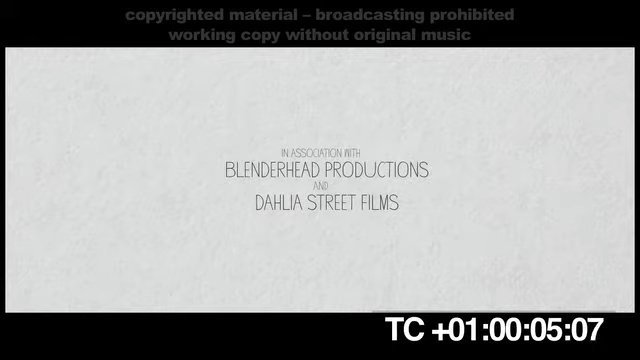 copyrighted material – broadcasting prohibited
working copy without original music
IN ASSOCIATION WITH
BLENDERHEAD PRODUCTIONS
AND
DAHLIA STREET FILMS
TC +01:00:05:07